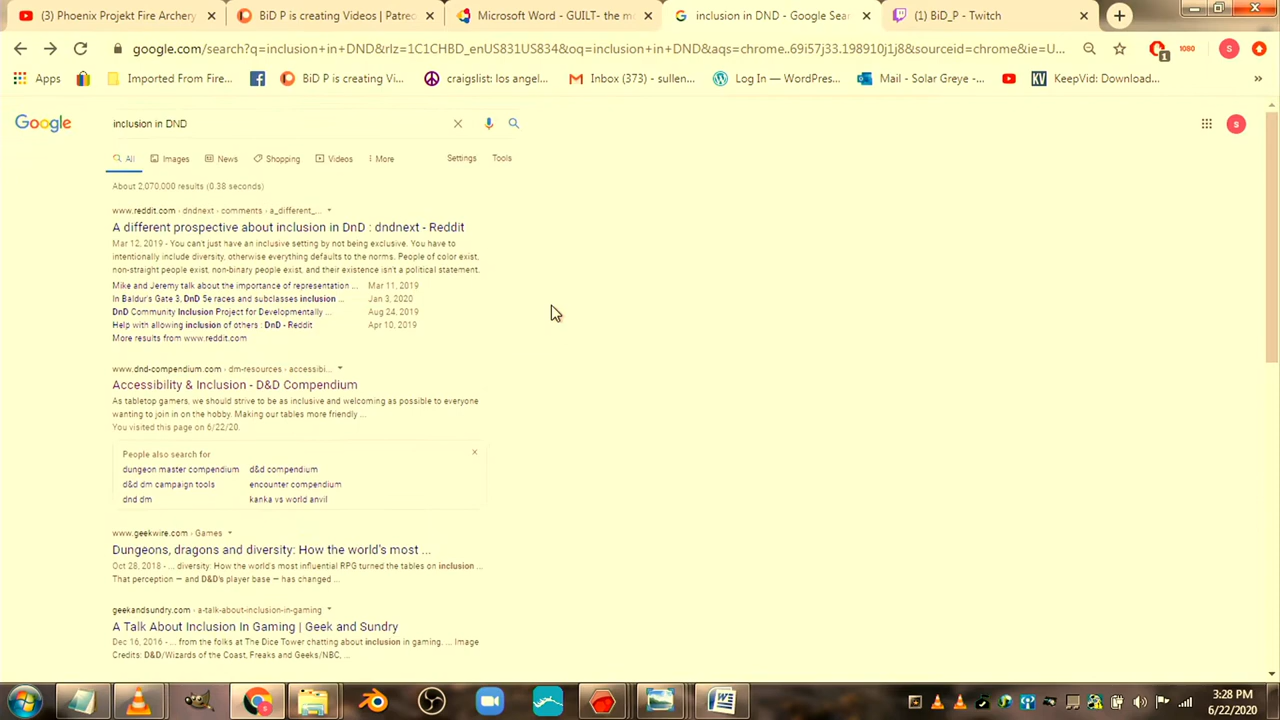 (3) Phoenix Projekt Fire Archery
BiD P is creating Videos | Patreo
Microsoft Word - GUILT- the m
inclusion in DND - Google Sear
(1) BiD_P - Twitch
google.com/search?q=inclusion+in+DND&rlz=1C1CHBD_enUS831US834&oq=inclusion+in+DND&aqs=chrome..69i57j33.198910j1j8&sourceid=chrome&ie=U...
1
1080
S
Apps
Imported From Fire...
BiD P is creating Vi...
craigslist: los angel...
Inbox (373) - sullen...
Log In — WordPres...
Mail - Solar Greye -...
KeepVid: Download...
»
Google
inclusion in DND
S
All
Images
News
Shopping
Videos
More
Settings
Tools
About 2,070,000 results (0.38 seconds)
www.reddit.com › dndnext › comments › a_different_...
A different prospective about inclusion in DnD : dndnext - Reddit
Mar 12, 2019 - You can't just have an inclusive setting by not being exclusive. You have to
intentionally include diversity, otherwise everything defaults to the norms. People of color exist,
non-straight people exist, non-binary people exist, and their existence isn't a political statement.
Mike and Jeremy talk about the importance of representation ... Mar 11, 2019
In Baldur's Gate 3, DnD 5e races and subclasses inclusion ... Jan 3, 2020
DnD Community Inclusion Project for Developmentally ... Aug 24, 2019
Help with allowing inclusion of others : DnD - Reddit Apr 10, 2019
More results from www.reddit.com
www.dnd-compendium.com › dm-resources › accessibi...
Accessibility & Inclusion - D&D Compendium
As tabletop gamers, we should strive to be as inclusive and welcoming as possible to everyone
wanting to join in on the hobby. Making our tables more friendly ...
You visited this page on 6/22/20.
People also search for
dungeon master compendium d&d compendium
d&d dm campaign tools encounter compendium
dnd dm kanka vs world anvil
www.geekwire.com › Games
Dungeons, dragons and diversity: How the world's most ...
Oct 28, 2018 - ... diversity: How the world's most influential RPG turned the tables on inclusion ...
That perception — and D&D's player base — has changed ...
geekandsundry.com › a-talk-about-inclusion-in-gaming
A Talk About Inclusion In Gaming | Geek and Sundry
Dec 16, 2016 - ... from the folks at The Dice Tower chatting about inclusion in gaming. ... Image
Credits: D&D/Wizards of the Coast, Freaks and Geeks/NBC, ...
3:28 PM
6/22/2020